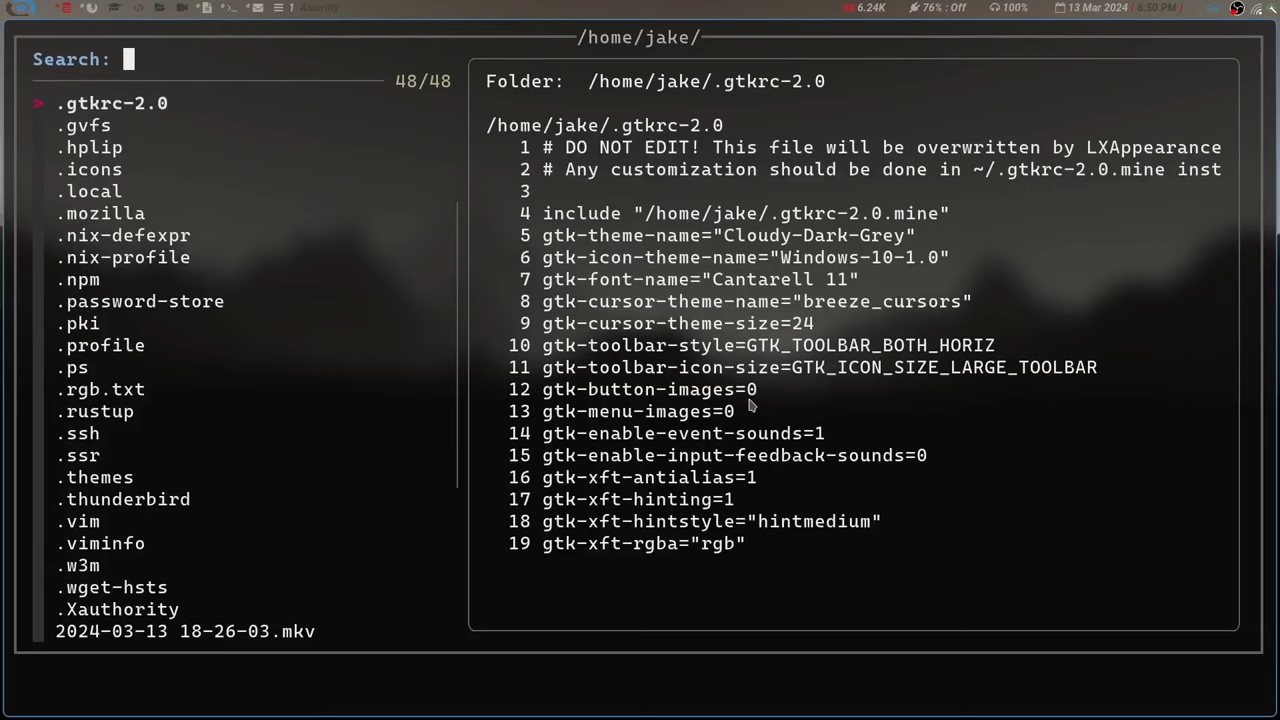 1 Alacritty 6.24K 76% : Off 100% 13 Mar 2024 (6:50 PM)
/home/jake/
Search:
48/48
> .gtkrc-2.0
.gvfs
.hplip
.icons
.local
.mozilla
.nix-defexpr
.nix-profile
.npm
.password-store
.pki
.profile
.ps
.rgb.txt
.rustup
.ssh
.ssr
.themes
.thunderbird
.vim
.viminfo
.w3m
.wget-hsts
.Xauthority
2024-03-13 18-26-03.mkv
Folder: /home/jake/.gtkrc-2.0
/home/jake/.gtkrc-2.0
1 # DO NOT EDIT! This file will be overwritten by LXAppearance
2 # Any customization should be done in ~/.gtkrc-2.0.mine inst
3
4 include "/home/jake/.gtkrc-2.0.mine"
5 gtk-theme-name="Cloudy-Dark-Grey"
6 gtk-icon-theme-name="Windows-10-1.0"
7 gtk-font-name="Cantarell 11"
8 gtk-cursor-theme-name="breeze_cursors"
9 gtk-cursor-theme-size=24
10 gtk-toolbar-style=GTK_TOOLBAR_BOTH_HORIZ
11 gtk-toolbar-icon-size=GTK_ICON_SIZE_LARGE_TOOLBAR
12 gtk-button-images=0
13 gtk-menu-images=0
14 gtk-enable-event-sounds=1
15 gtk-enable-input-feedback-sounds=0
16 gtk-xft-antialias=1
17 gtk-xft-hinting=1
18 gtk-xft-hintstyle="hintmedium"
19 gtk-xft-rgba="rgb"